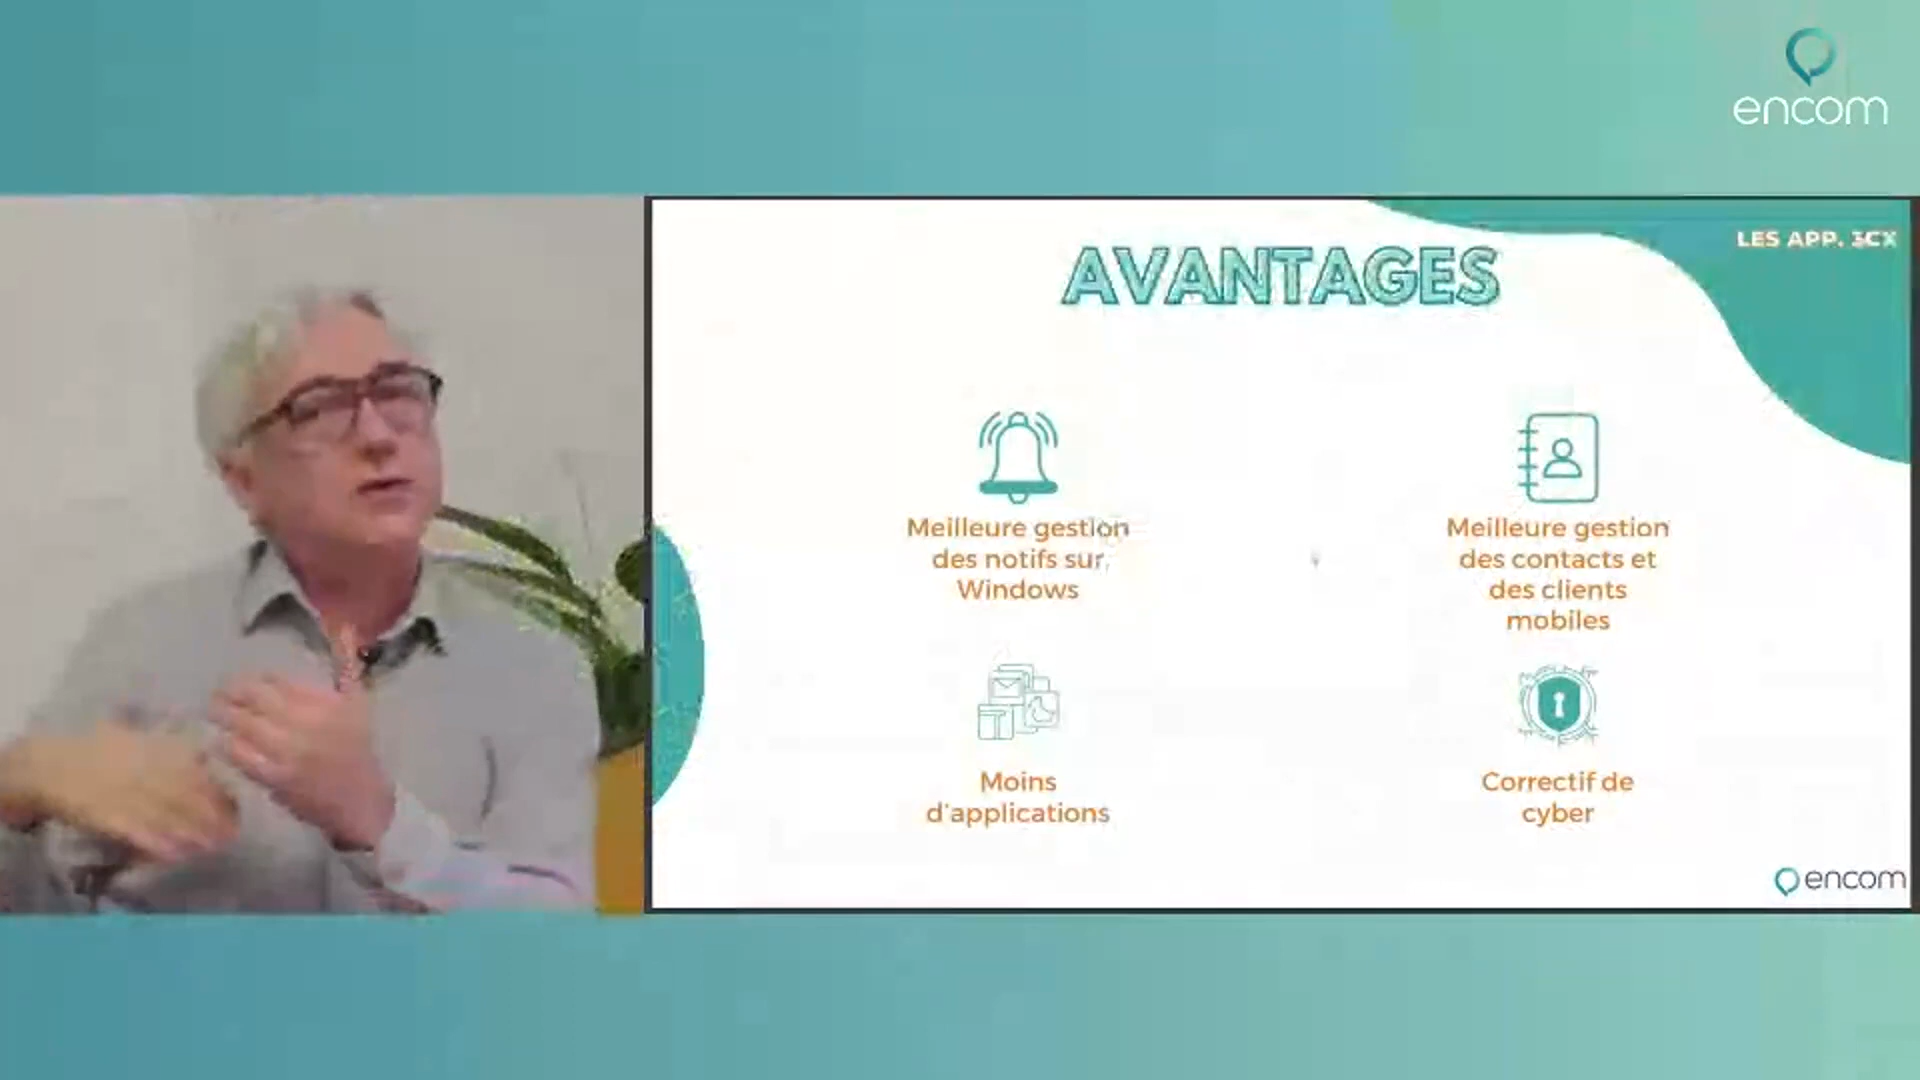 encom
LES APP. 3CX
AVANTAGES
Meilleure gestion
des notifs sur
Windows
Meilleure gestion
des contacts et
des clients
mobiles
Moins
d'applications
Correctif de
cyber
encom